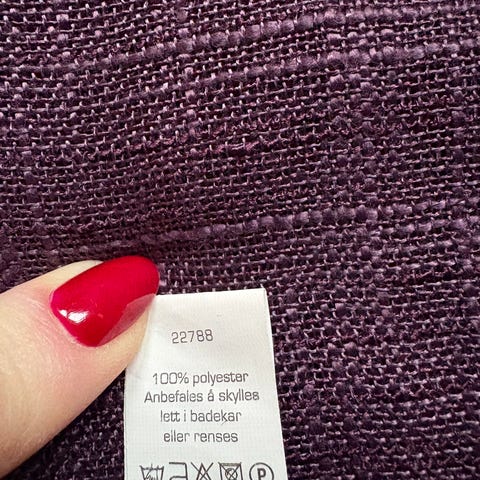 22788
100% polyester
Anbefales å skylles
lett i badekar
eller renses
P